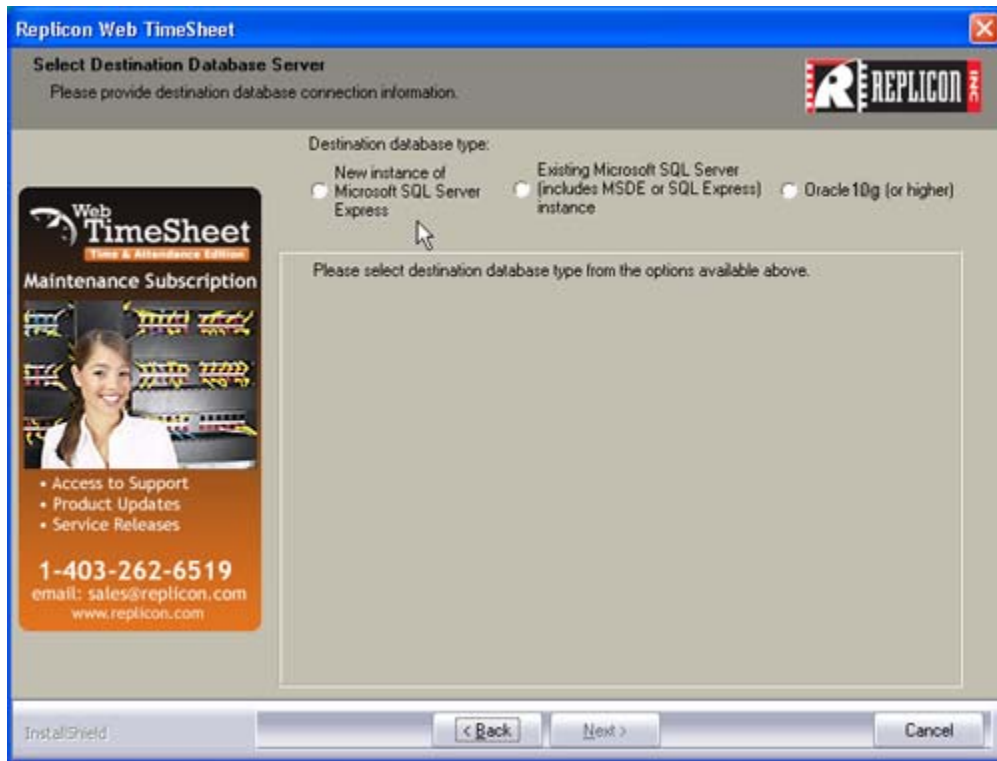 Replicon Web TimeSheet
Select Destination Database Server
Please provide destination database connection information.
R REPLICON INC
Destination database type:
New instance of
Microsoft SQL Server
Express
Existing Microsoft SQL Server
(includes MSDE or SQL Express)
instance
Oracle 10g (or higher)
Please select destination database type from the options available above.
Web
TimeSheet
Time & Attendance Edition
Maintenance Subscription
• Access to Support
• Product Updates
• Service Releases
1-403-262-6519
email: sales@replicon.com
www.replicon.com
InstallShield
< Back
Next >
Cancel